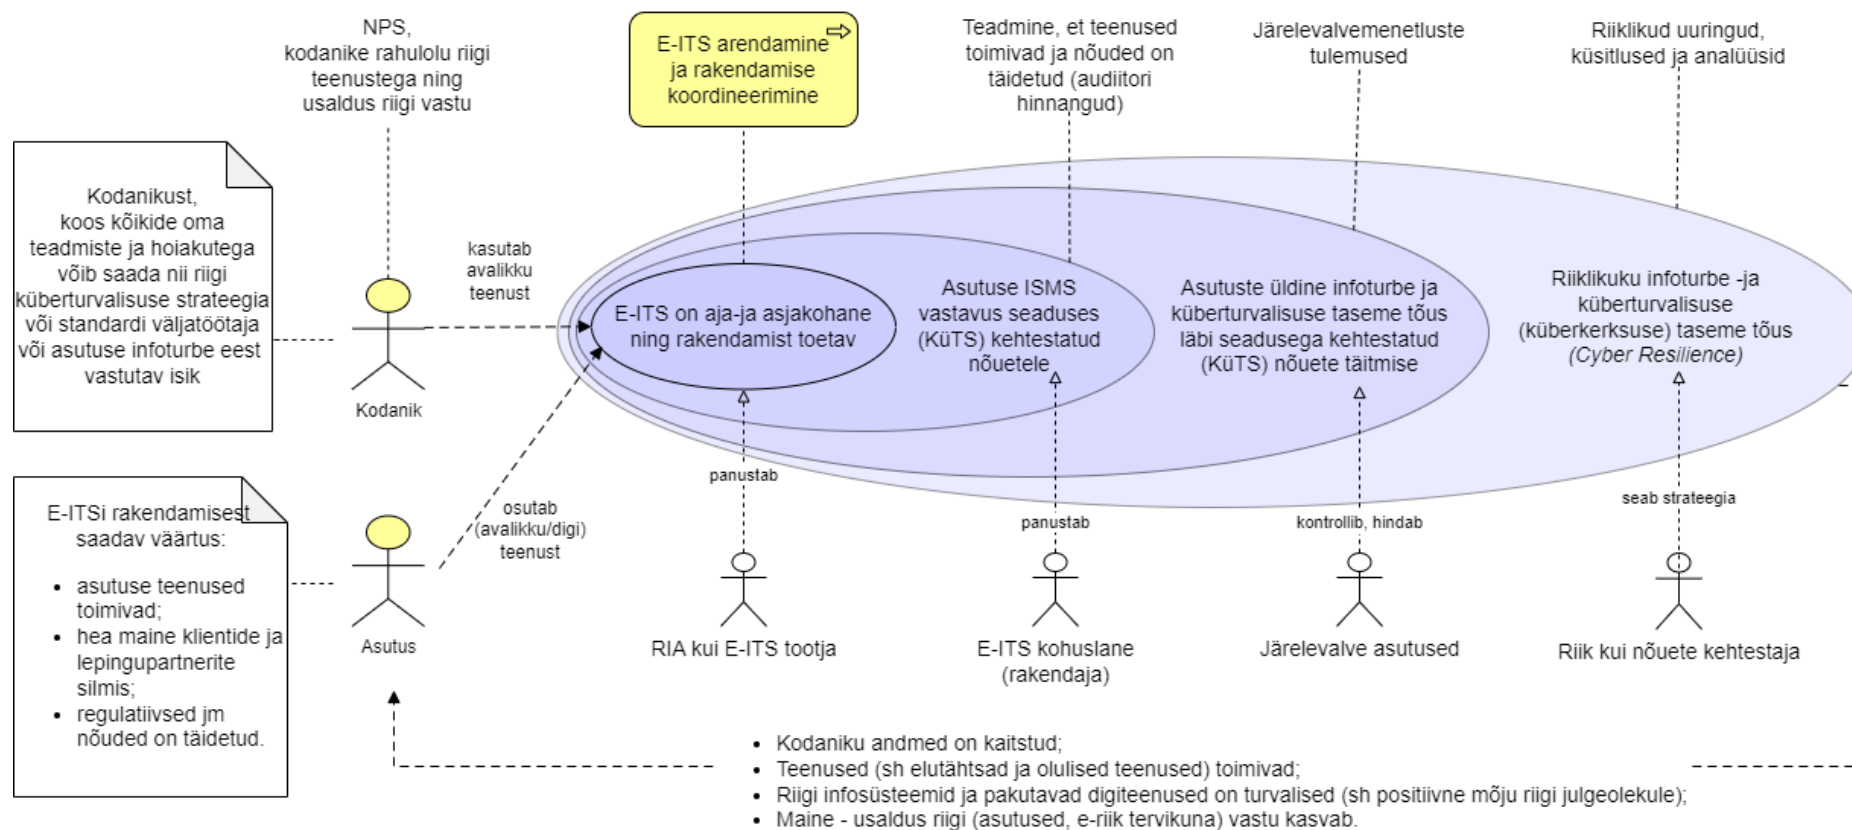 NPS,
kodanike rahulolu riigi
teenustega ning
usaldus riigi vastu
E-ITS arendamine
ja rakendamise
koordineerimine
Teadmine, et teenused
toimivad ja nõuded on
täidetud (audiitori
hinnangud)
Järelevalvemenetluste
tulemused
Riiklikud uuringud,
küsitlused ja analüüsid
Kodanikust,
koos kõikide oma
teadmiste ja hoiakutega
võib saada nii riigi
küberturvalisuse strateegia
või standardi väljatöötaja
või asutuse infoturbe eest
vastutav isik
Kodanik
kasutab
avalikku
teenust
E-ITS on aja-ja asjakohane
ning rakendamist toetav
Asutuse ISMS
vastavus seaduses
(KüTS) kehtestatud
nõuetele
Asutuste üldine infoturbe ja
küberturvalisuse taseme tõus
läbi seadusega kehtestatud
(KüTS) nõuete täitmise
Riiklikuku infoturbe -ja
küberturvalisuse
(küberkerksuse) taseme tõus
(Cyber Resilience)
E-ITSi rakendamisest
saadav väärtus:
• asutuse teenused
toimivad;
• hea maine klientide ja
lepingupartnerite
silmis;
• regulatiivsed jm
nõuded on täidetud.
Asutus
osutab
(avalikku/digi)
teenust
panustab
RIA kui E-ITS tootja
panustab
E-ITS kohuslane
(rakendaja)
kontrollib, hindab
Järelevalve asutused
seab strateegia
Riik kui nõuete kehtestaja
• Kodaniku andmed on kaitstud;
• Teenused (sh elutähtsad ja olulised teenused) toimivad;
• Riigi infosüsteemid ja pakutavad digiteenused on turvalised (sh positiivne mõju riigi julgeolekule);
• Maine - usaldus riigi (asutused, e-riik tervikuna) vastu kasvab.